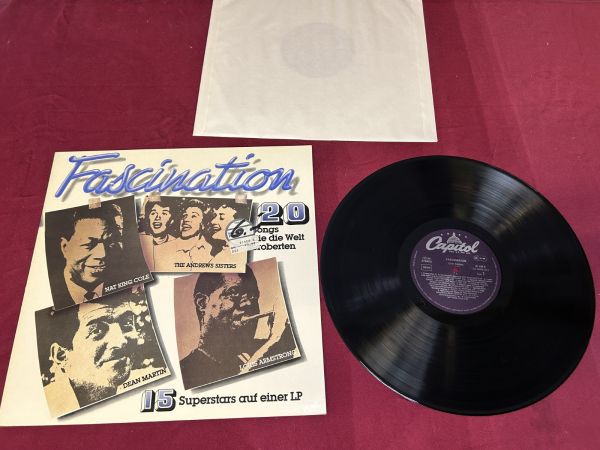 Fascination
20
songs
die die Welt
eroberten
THE ANDREWS SISTERS
NAT KING COLE
DEAN MARTIN
LOUIS ARMSTRONG
15 Superstars auf einer LP
Capitol
FASCINATION